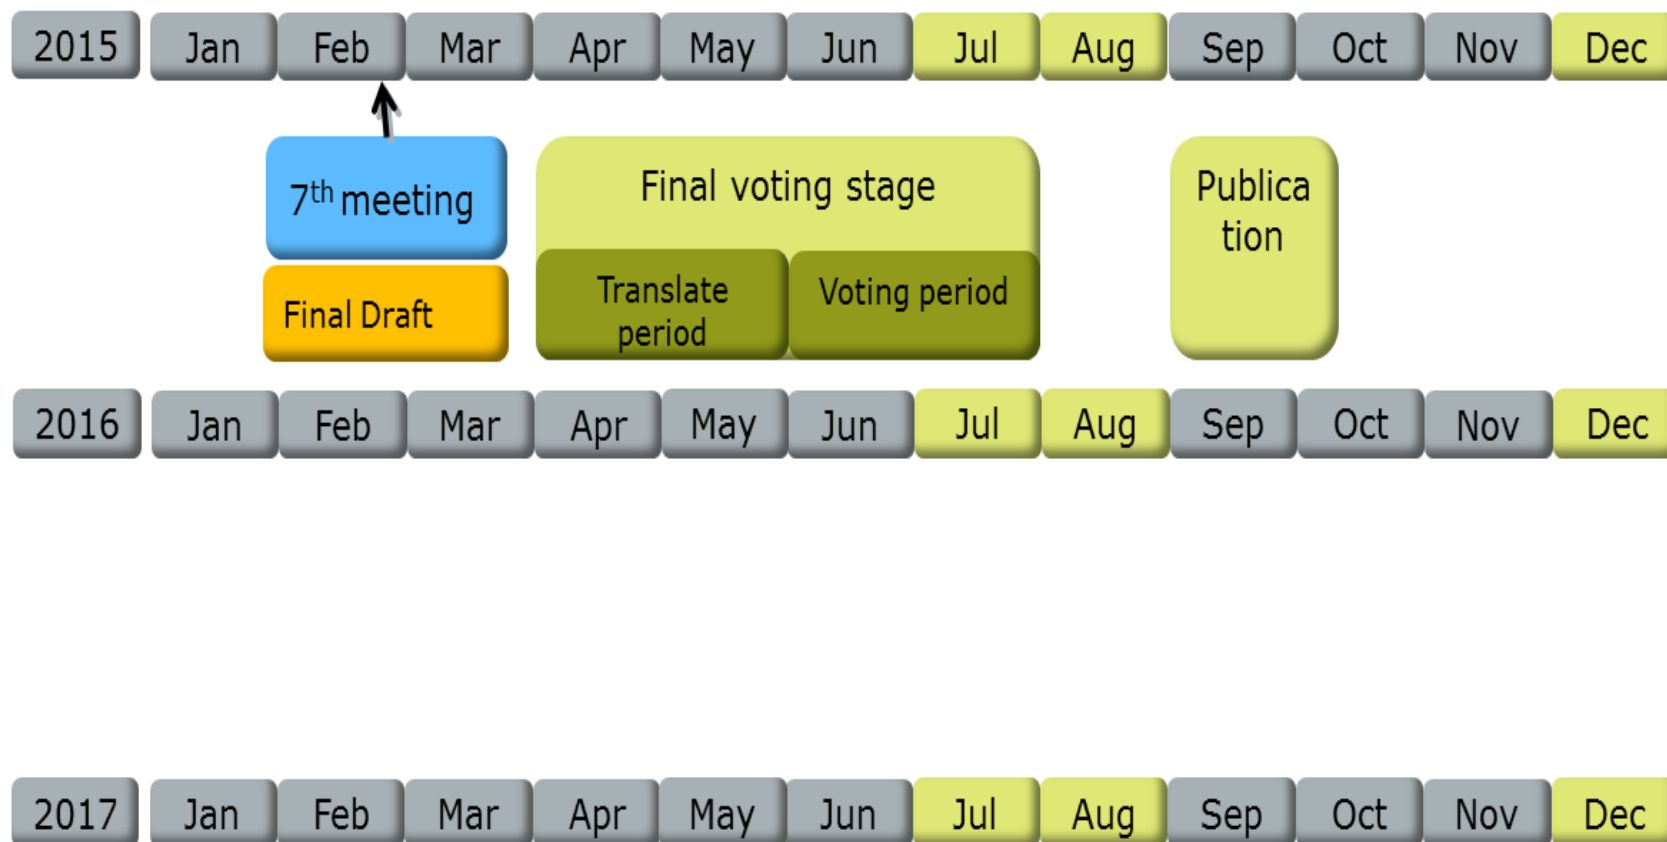 2015 Jan Feb Mar Apr May Jun Jul Aug Sep Oct Nov Dec
7th meeting
Final Draft
Final voting stage
Translate
period
Voting period
Publica
tion
2016 Jan Feb Mar Apr May Jun Jul Aug Sep Oct Nov Dec
2017 Jan Feb Mar Apr May Jun Jul Aug Sep Oct Nov Dec